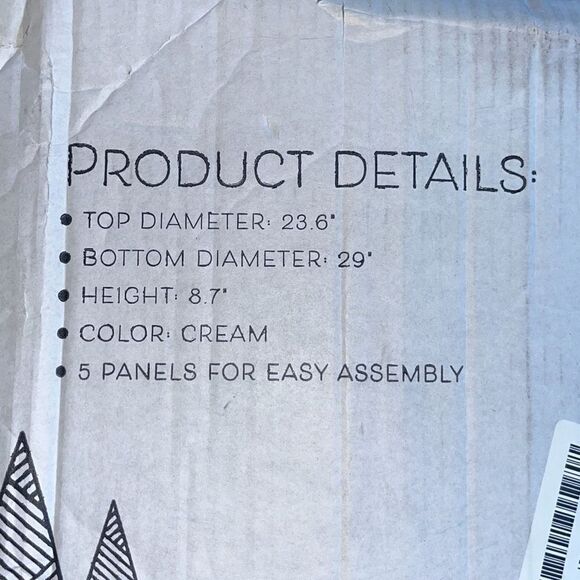 PRODUCT DETAILS:
• TOP DIAMETER: 23.6"
• BOTTOM DIAMETER: 29"
• HEIGHT: 8.7"
• COLOR: CREAM
• 5 PANELS FOR EASY ASSEMBLY